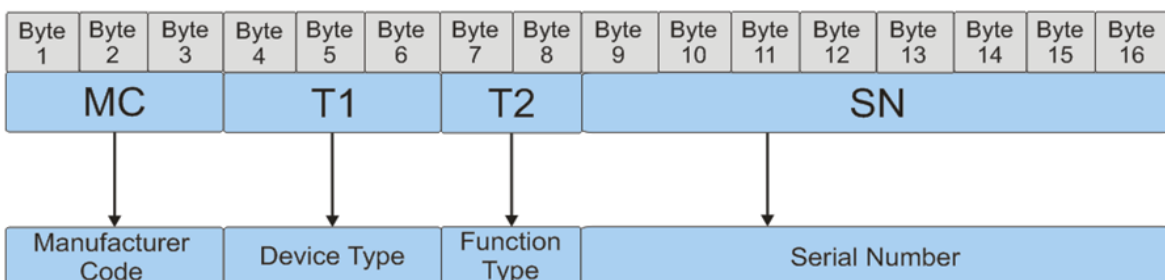 Byte 1 Byte 2 Byte 3 Byte 4 Byte 5 Byte 6 Byte 7 Byte 8 Byte 9 Byte 10 Byte 11 Byte 12 Byte 13 Byte 14 Byte 15 Byte 16
MC T1 T2 SN
Manufacturer Code Device Type Function Type Serial Number